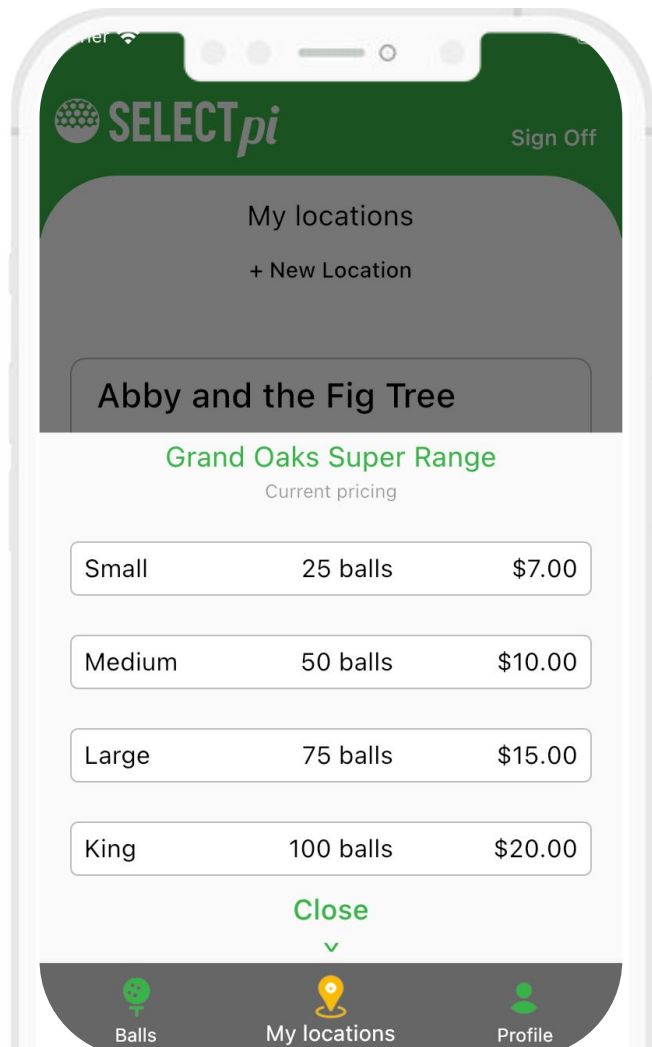 SELECTpi
Sign Off
My locations
+ New Location
Abby and the Fig Tree
Grand Oaks Super Range
Current pricing
Small 25 balls $7.00
Medium 50 balls $10.00
Large 75 balls $15.00
King 100 balls $20.00
Close
Balls My locations Profile